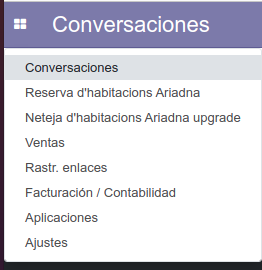 Conversaciones
Conversaciones
Reserva d'habitacions Ariadna
Neteja d'habitacions Ariadna upgrade
Ventas
Rastr. enlaces
Facturación / Contabilidad
Aplicaciones
Ajustes